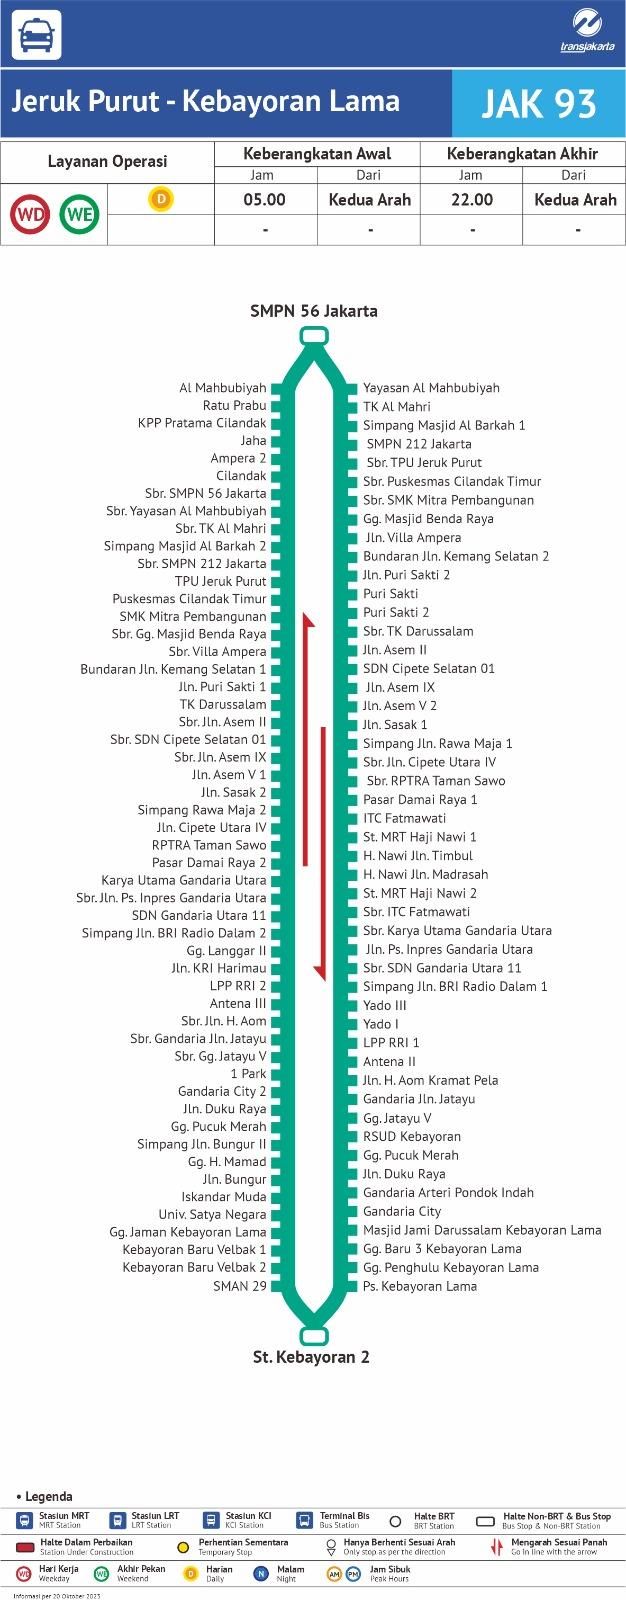 transjakarta
Jeruk Purut - Kebayoran Lama
JAK 93
Layanan Operasi
Keberangkatan Awal
Keberangkatan Akhir
Jam
Dari
Jam
Dari
WD
WE
D
05.00
Kedua Arah
22.00
Kedua Arah
-
-
-
-
SMPN 56 Jakarta
Al Mahbubiyah
Ratu Prabu
KPP Pratama Cilandak
Jaha
Ampera 2
Cilandak
Sbr. SMPN 56 Jakarta
Sbr. Yayasan Al Mahbubiyah
Sbr. TK Al Mahri
Simpang Masjid Al Barkah 2
Sbr. SMPN 212 Jakarta
TPU Jeruk Purut
Puskesmas Cilandak Timur
SMK Mitra Pembangunan
Sbr. Gg. Masjid Benda Raya
Sbr. Villa Ampera
Bundaran Jln. Kemang Selatan 1
Jln. Puri Sakti 1
TK Darussalam
Sbr. Jln. Asem II
Sbr. SDN Cipete Selatan 01
Sbr. Jln. Asem IX
Jln. Asem V 1
Jln. Sasak 2
Simpang Rawa Maja 2
Jln. Cipete Utara IV
RPTRA Taman Sawo
Pasar Damai Raya 2
Karya Utama Gandaria Utara
Sbr. Jln. Ps. Inpres Gandaria Utara
SDN Gandaria Utara 11
Simpang Jln. BRI Radio Dalam 2
Gg. Langgar II
Jln. KRI Harimau
LPP RRI 2
Antena III
Sbr. Jln. H. Aom
Sbr. Gandaria Jln. Jatayu
Sbr. Gg. Jatayu V
1 Park
Gandaria City 2
Jln. Duku Raya
Gg. Pucuk Merah
Simpang Jln. Bungur II
Gg. H. Mamad
Jln. Bungur
Iskandar Muda
Univ. Satya Negara
Gg. Jaman Kebayoran Lama
Kebayoran Baru Velbak 1
Kebayoran Baru Velbak 2
SMAN 29
Yayasan Al Mahbubiyah
TK Al Mahri
Simpang Masjid Al Barkah 1
SMPN 212 Jakarta
Sbr. TPU Jeruk Purut
Sbr. Puskesmas Cilandak Timur
Sbr. SMK Mitra Pembangunan
Gg. Masjid Benda Raya
Jln. Villa Ampera
Bundaran Jln. Kemang Selatan 2
Jln. Puri Sakti 2
Puri Sakti
Puri Sakti 2
Sbr. TK Darussalam
Jln. Asem II
SDN Cipete Selatan 01
Jln. Asem IX
Jln. Asem V 2
Jln. Sasak 1
Simpang Jln. Rawa Maja 1
Sbr. Jln. Cipete Utara IV
Sbr. RPTRA Taman Sawo
Pasar Damai Raya 1
ITC Fatmawati
St. MRT Haji Nawi 1
H. Nawi Jln. Timbul
H. Nawi Jln. Madrasah
St. MRT Haji Nawi 2
Sbr. ITC Fatmawati
Sbr. Karya Utama Gandaria Utara
Jln. Ps. Inpres Gandaria Utara
Sbr. SDN Gandaria Utara 11
Simpang Jln. BRI Radio Dalam 1
Yado III
Yado I
LPP RRI 1
Antena II
Jln. H. Aom Kramat Pela
Gandaria Jln. Jatayu
Gg. Jatayu V
RSUD Kebayoran
Gg. Pucuk Merah
Jln. Duku Raya
Gandaria Arteri Pondok Indah
Gandaria City
Masjid Jami Darussalam Kebayoran Lama
Gg. Baru 3 Kebayoran Lama
Gg. Penghulu Kebayoran Lama
Ps. Kebayoran Lama
St. Kebayoran 2
• Legenda
Stasiun MRT
MRT Station
Stasiun LRT
LRT Station
Stasiun KCI
KCI Station
Terminal Bis
Bus Station
Halte BRT
BRT Station
Halte Non-BRT & Bus Stop
Bus Stop & Non-BRT Station
Halte Dalam Perbaikan
Station Under Construction
Perhentian Sementara
Temporary Stop
Hanya Berhenti Sesuai Arah
Only stop as per the direction
Mengarah Sesuai Panah
Go in line with the arrow
WD
Hari Kerja
Weekday
WE
Akhir Pekan
Weekend
D
Harian
Daily
N
Malam
Night
AM
PM
Jam Sibuk
Peak Hours
Informasi per 20 Oktober 2023